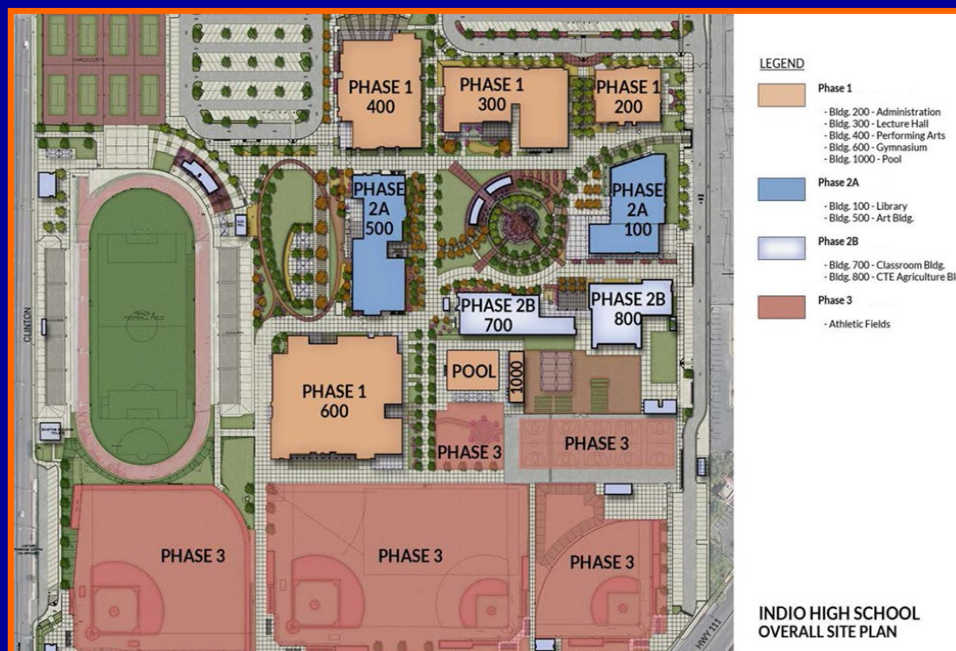 PHASE 1
400
PHASE 1
300
PHASE 1
200
PHASE
2A
500
PHASE
2A
100
PHASE 2B
700
PHASE 2B
800
CLINTON
PHASE 1
600
POOL
1000
PHASE 3
PHASE 3
PHASE 3
PHASE 3
PHASE 3
HWY 111
LEGEND
Phase 1
- Bldg. 200 - Administration
- Bldg. 300 - Lecture Hall
- Bldg. 400 - Performing Arts
- Bldg. 600 - Gymnasium
- Bldg. 1000 - Pool
Phase 2A
- Bldg. 100 - Library
- Bldg. 500 - Art Bldg.
Phase 2B
- Bldg. 700 - Classroom Bldg.
- Bldg. 800 - CTE Agriculture Bl
Phase 3
- Athletic Fields
INDIO HIGH SCHOOL
OVERALL SITE PLAN